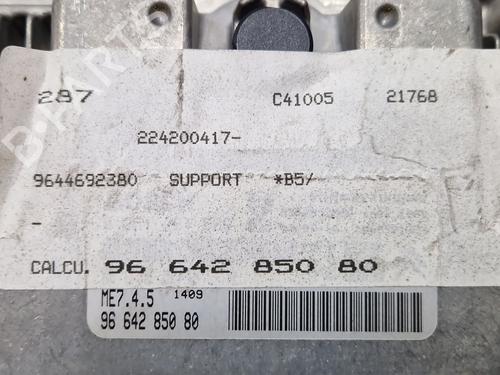 287 C41005 21768
224200417-
9644692380 SUPPORT *B5/
-
CALCU. 96 642 850 80
ME7.4.5 1409
96 642 850 80
B-PARTS